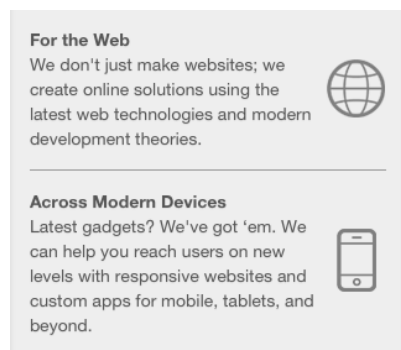 For the Web
We don't just make websites; we
create online solutions using the
latest web technologies and modern
development theories.
Across Modern Devices
Latest gadgets? We've got ‘em. We
can help you reach users on new
levels with responsive websites and
custom apps for mobile, tablets, and
beyond.